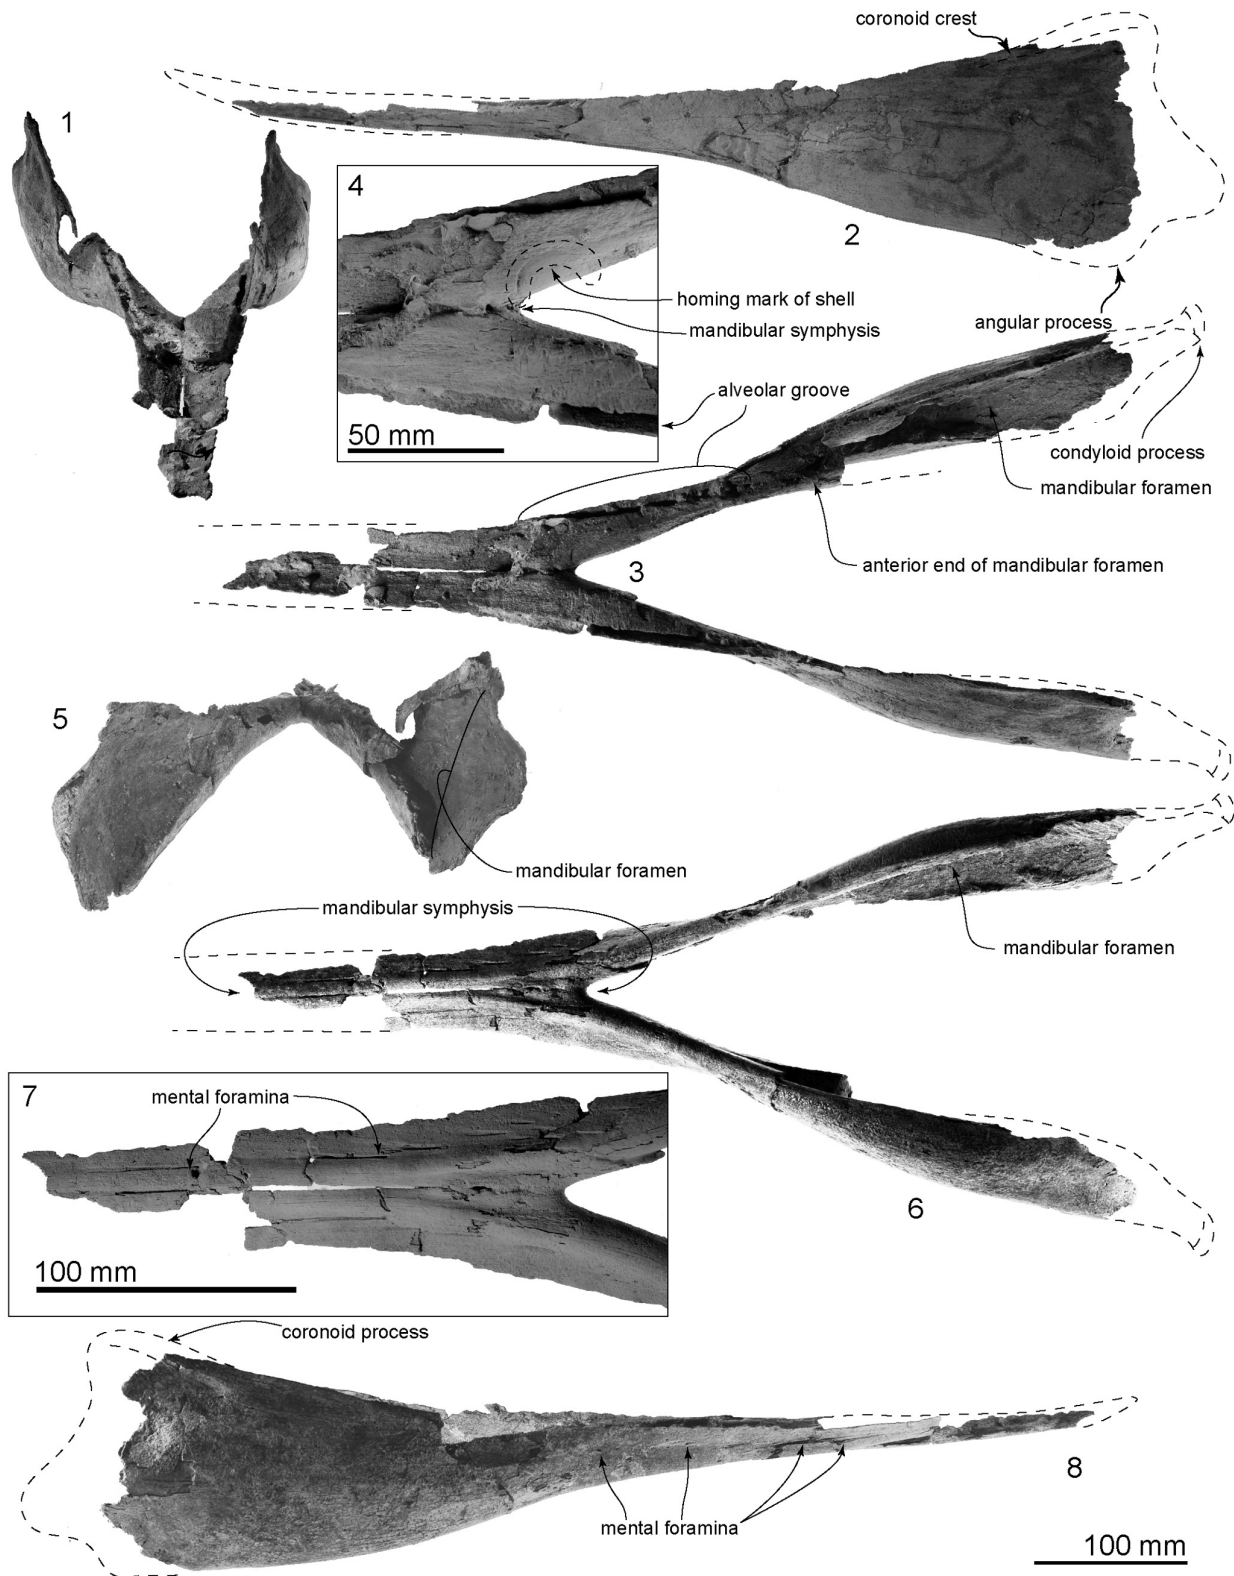 coronoid crest
1
4
2
homing mark of shell
mandibular symphysis
angular process
alveolar groove
50 mm
condyloid process
mandibular foramen
anterior end of mandibular foramen
3
5
mandibular foramen
mandibular symphysis
mandibular foramen
7
mental foramina
6
100 mm
coronoid process
8
mental foramina
100 mm